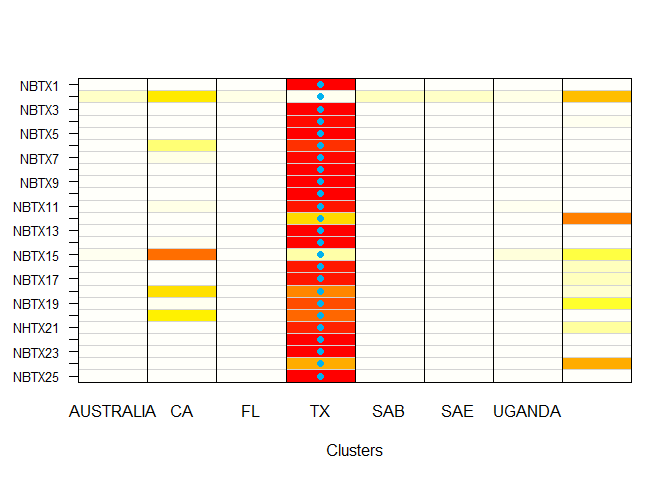 NBTX1
NBTX3
NBTX5
NBTX7
NBTX9
NBTX11
NBTX13
NBTX15
NBTX17
NBTX19
NHTX21
NBTX23
NBTX25
AUSTRALIA CA FL TX SAB SAE UGANDA
Clusters